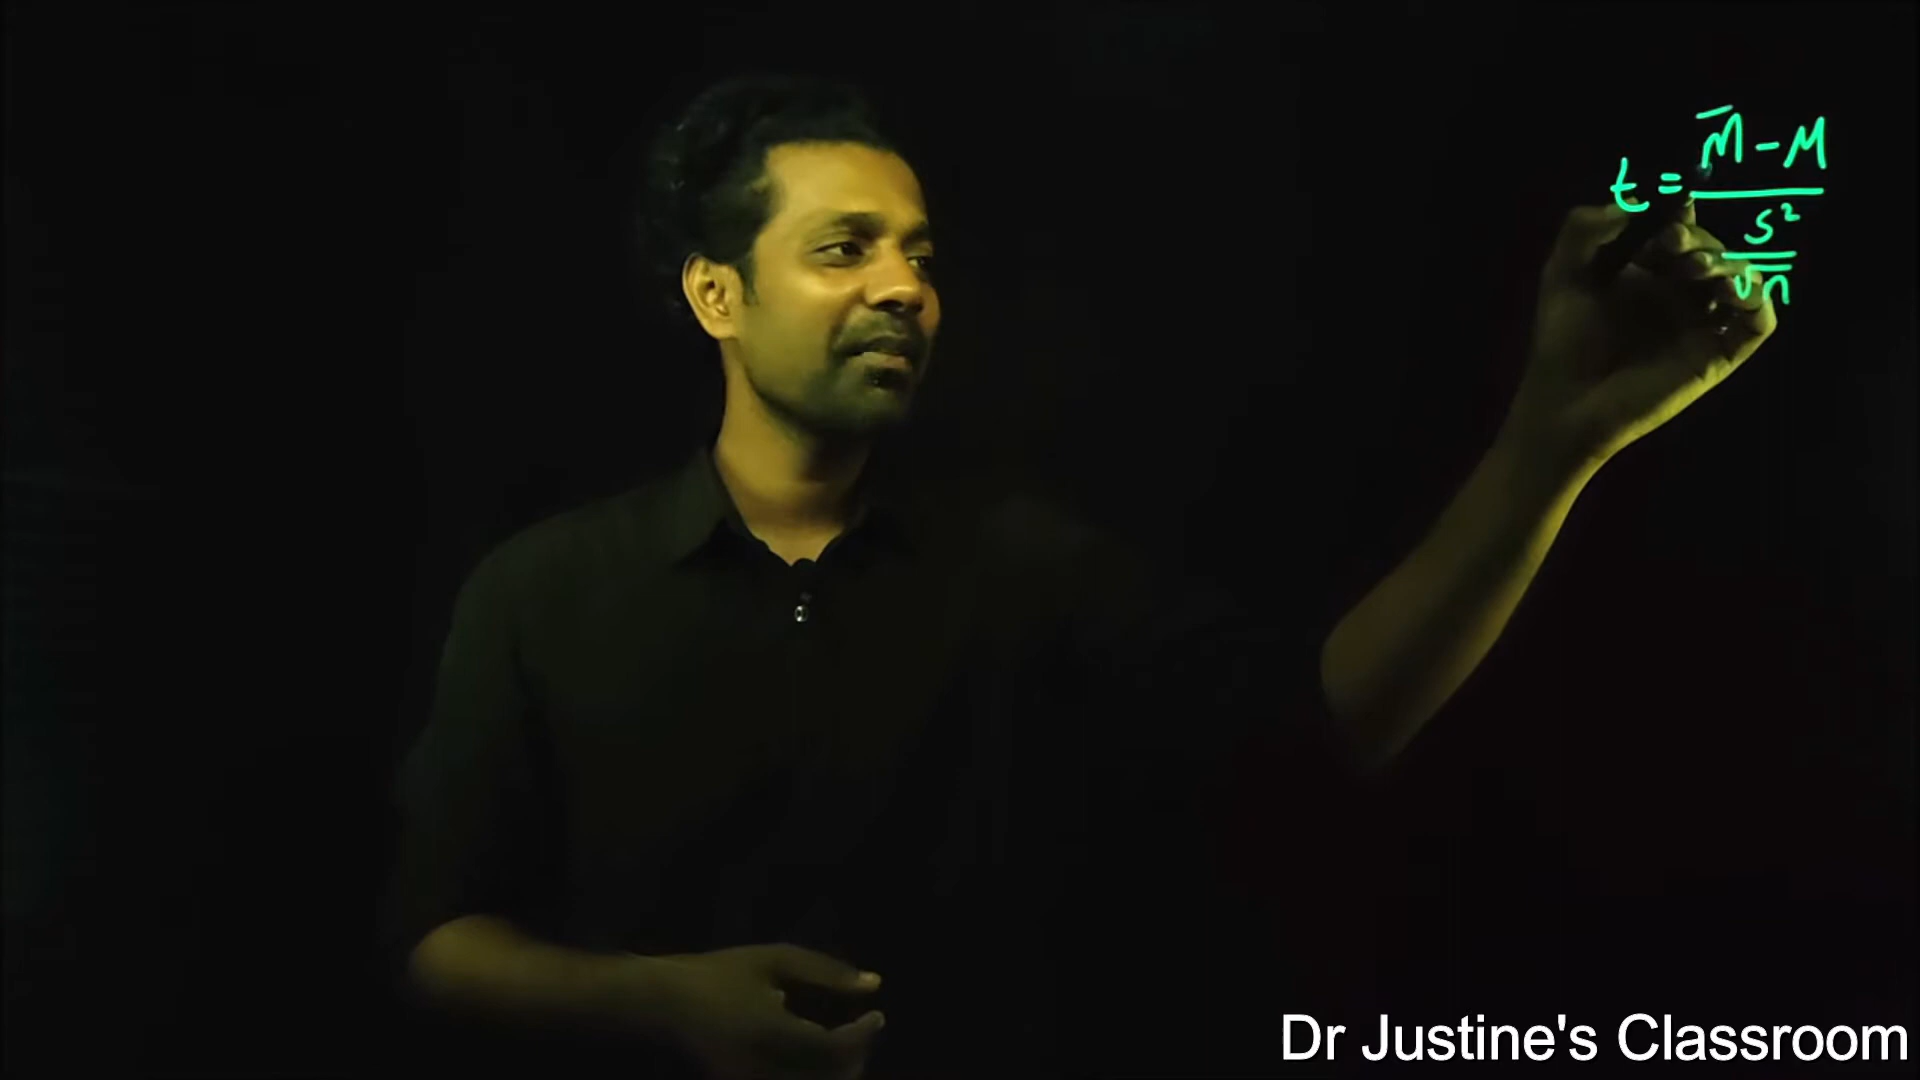 t = M̄ - M / s² / √n
Dr Justine's Classroom